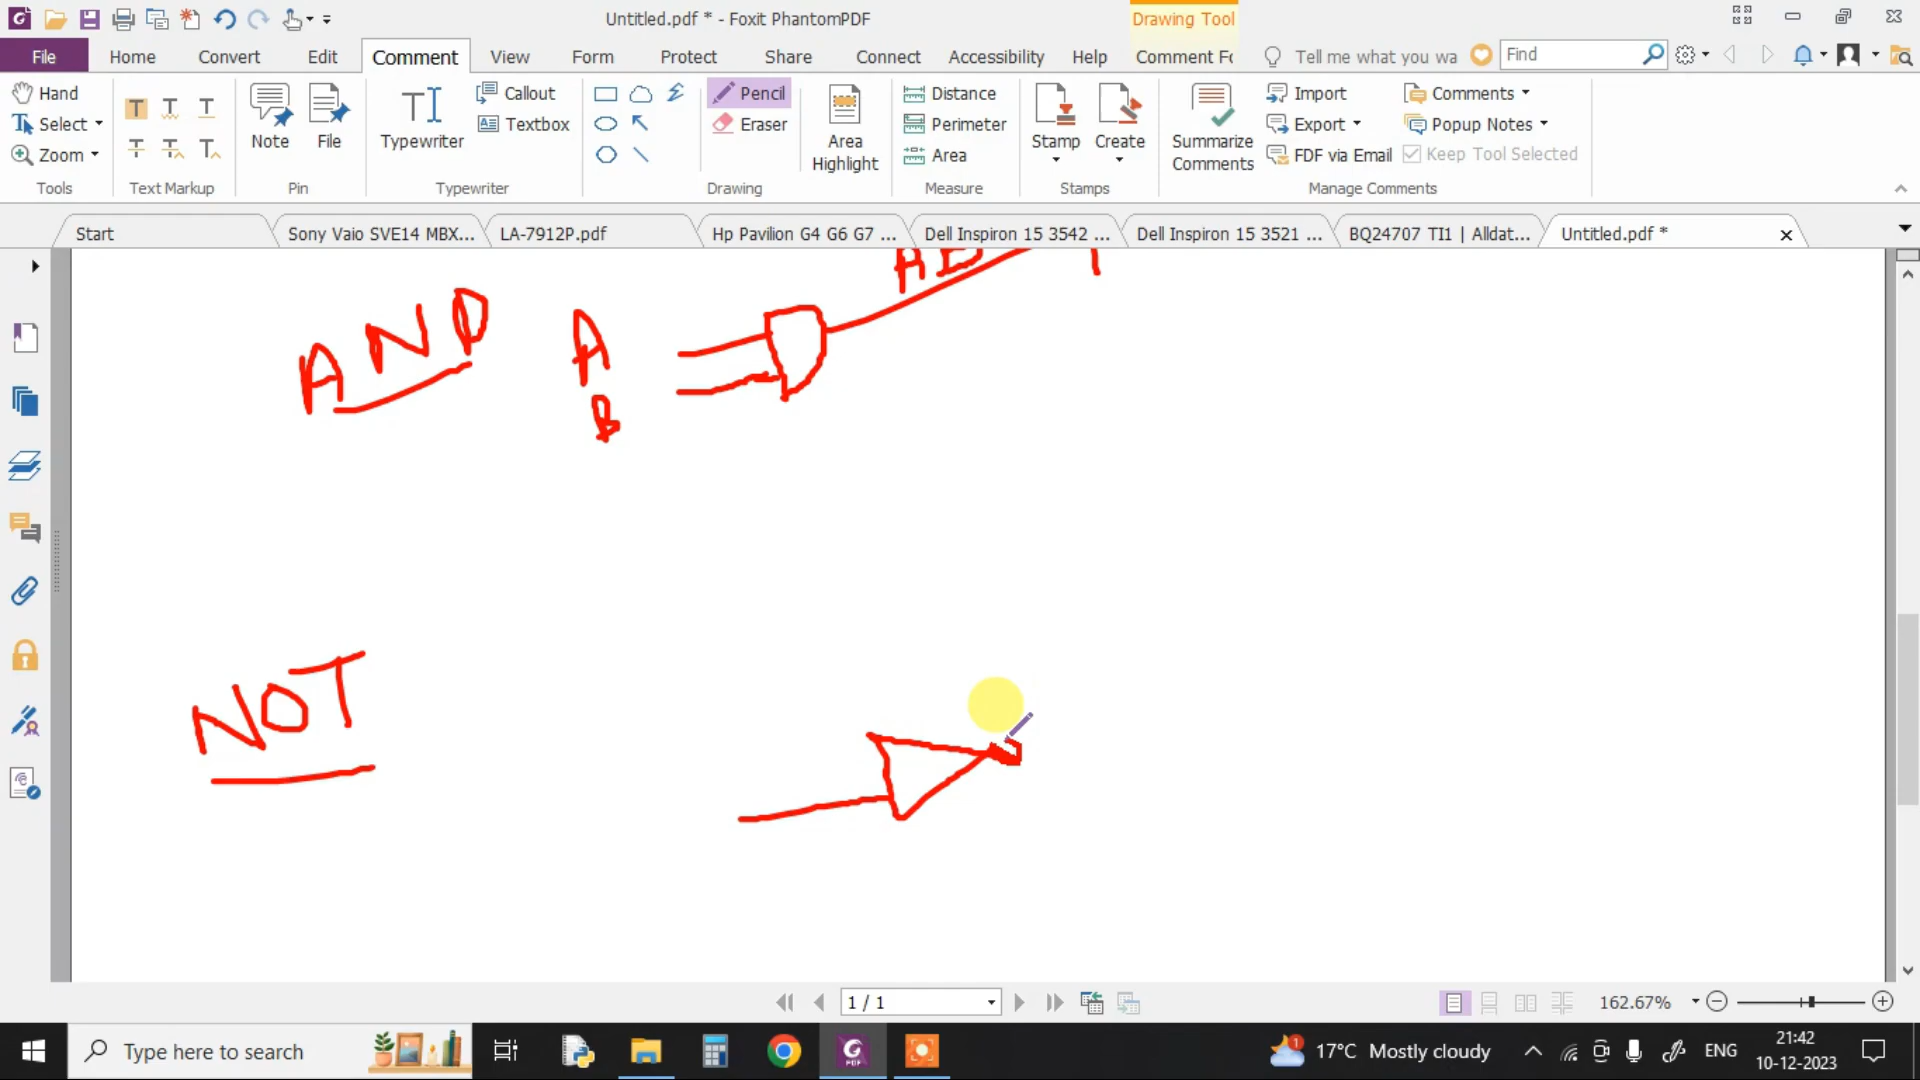 Untitled.pdf * - Foxit PhantomPDF
Drawing Tool
File Home Convert Edit Comment View Form Protect Share Connect Accessibility Help Comment Fo Tell me what you wa Find
Hand
Select
Zoom
Tools
Text Markup
Note
File
Pin
Typewriter
Callout
Textbox
Typewriter
Pencil
Eraser
Drawing
Area
Highlight
Distance
Perimeter
Area
Measure
Stamp
Create
Stamps
Summarize
Comments
Import
Export
FDF via Email
Comments
Popup Notes
Keep Tool Selected
Manage Comments
Start
Sony Vaio SVE14 MBX...
LA-7912P.pdf
Hp Pavilion G4 G6 G7 ...
Dell Inspiron 15 3542 ...
Dell Inspiron 15 3521 ...
BQ24707 TI1 | Alldat...
Untitled.pdf *
AND
A
B
NOT
1 / 1
162.67%
Type here to search
17°C Mostly cloudy
ENG
21:42
10-12-2023